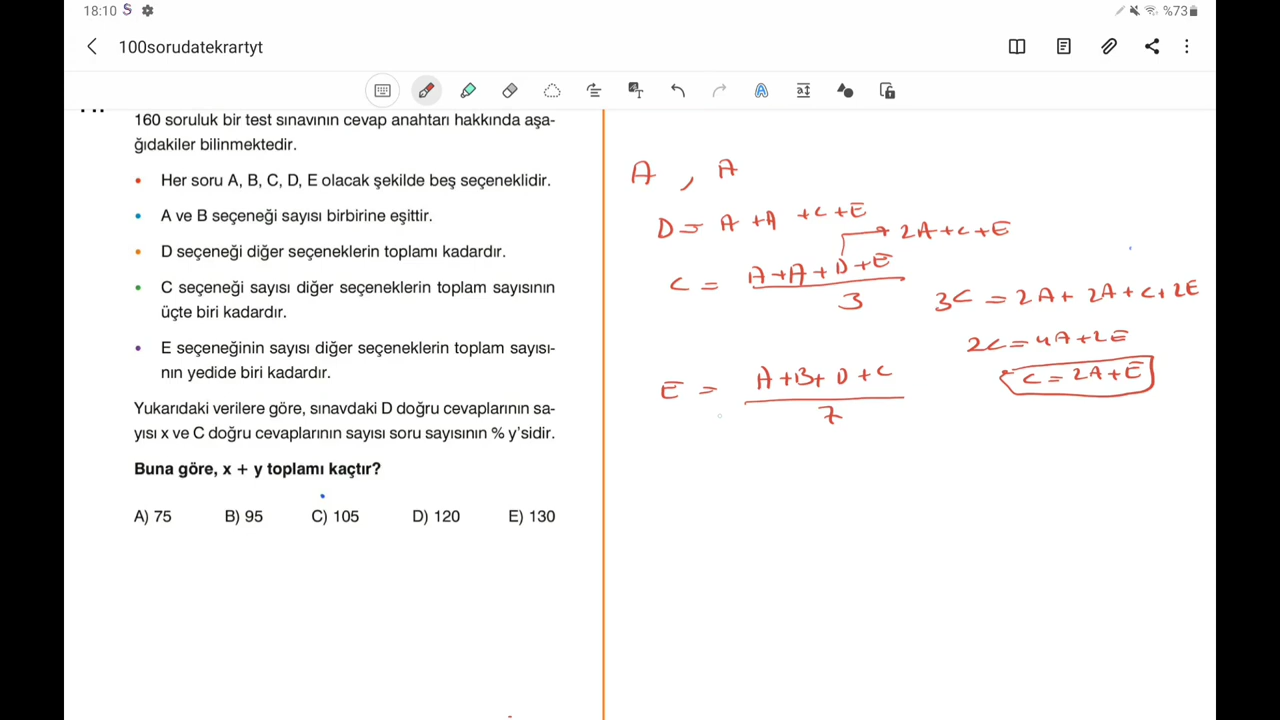 18:10 S
%73
100sorudatekrartyt
160 soruluk bir test sınavının cevap anahtarı hakkında aşa-
ğıdakiler bilinmektedir.
• Her soru A, B, C, D, E olacak şekilde beş seçeneklidir.
• A ve B seçeneği sayısı birbirine eşittir.
• D seçeneği diğer seçeneklerin toplamı kadardır.
• C seçeneği sayısı diğer seçeneklerin toplam sayısının
üçte biri kadardır.
• E seçeneğinin sayısı diğer seçeneklerin toplam sayısı-
nın yedide biri kadardır.
Yukarıdaki verilere göre, sınavdaki D doğru cevaplarının sa-
yısı x ve C doğru cevaplarının sayısı soru sayısının % y'sidir.
Buna göre, x + y toplamı kaçtır?
A) 75 B) 95 C) 105 D) 120 E) 130
A , A
D = A + A + C + E
2A + C + E
C = A + A + D + E
3
3C = 2A + 2A + C + 2E
2C = 4A + 2E
C = 2A + E
E = A + B + D + C
7